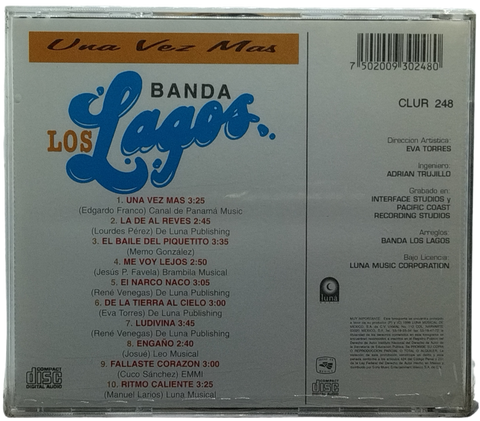 Una Vez Mas
BANDA
LOS Lagos
1. UNA VEZ MAS 3:25
(Edgardo Franco) Canal de Panamá Music
2. LA DE AL REVES 2:45
(Lourdes Pérez) De Luna Publishing
3. EL BAILE DEL PIQUETITO 3:35
(Memo González)
4. ME VOY LEJOS 2:50
(Jesús P. Favela) Brambila Musical
5. El NARCO NACO 3:05
(René Venegas) De Luna Publishing
6. DE LA TIERRA AL CIELO 3:00
(Eva Torres) De Luna Publishing
7. LUDIVINA 3:45
(René Venegas) De Luna Publishing
8. ENGAÑO 2:40
(Josué) Leo Musical
9. FALLASTE CORAZON 3:00
(Cuco Sánchez) EMMI
10. RITMO CALIENTE 3:25
(Manuel Larios) Luna Musical
COMPACT
disc
DIGITAL AUDIO
7 502009 302480
CLUR 248
Direccion Artistica:
EVA TORRES
Ingeniero:
ADRIAN TRUJILLO
Grabado en:
INTERFACE STUDIOS y
PACIFIC COAST
RECORDING STUDIOS
Arreglos:
BANDA LOS LAGOS
Bajo Licencia:
LUNA MUSIC CORPORATION
luna
COMPACT
disc
DIGITAL AUDIO